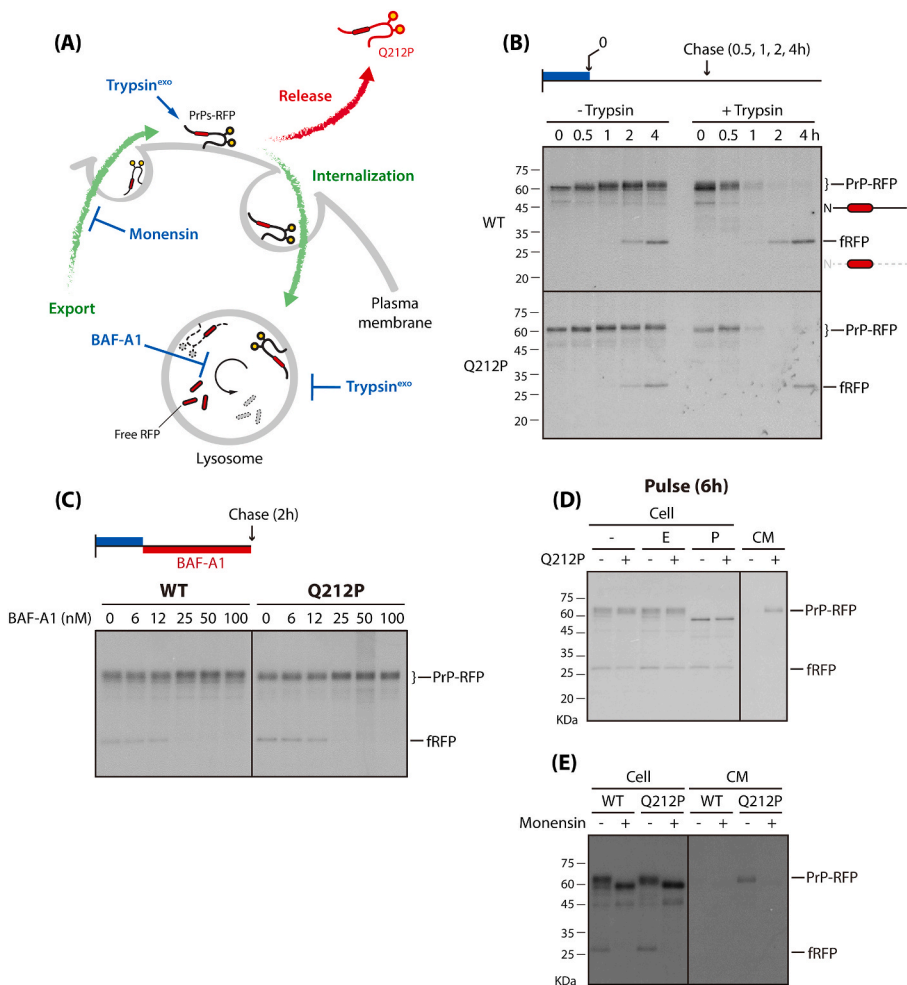 (A)
Q212P
Trypsin^exo
PrPs-RFP
Release
Internalization
Monensin
Export
Plasma
membrane
BAF-A1
Trypsin^exo
Free RFP
Lysosome
(B)
0
Chase (0.5, 1, 2, 4h)
- Trypsin + Trypsin
0 0.5 1 2 4 0 0.5 1 2 4 h
WT
75
60
45
35
25
20
}PrP-RFP
N
fRFP
N
Q212P
75
60
45
35
25
20
}PrP-RFP
fRFP
(C)
Chase (2h)
BAF-A1
WT Q212P
BAF-A1 (nM) 0 6 12 25 50 100 0 6 12 25 50 100
}PrP-RFP
fRFP
(D)
Pulse (6h)
Cell
- E P CM
Q212P - + - + - + - +
75
60
45
35
25
20
KDa
PrP-RFP
fRFP
(E)
Cell CM
WT Q212P WT Q212P
Monensin - + - + - + - +
75
60
45
35
25
KDa
PrP-RFP
fRFP